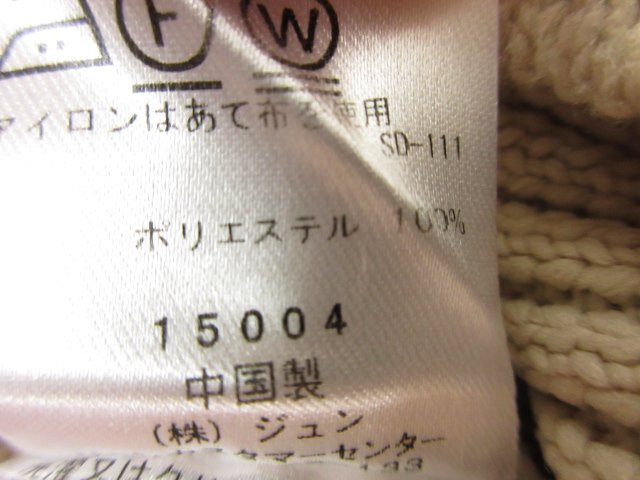 F W
アイロンはあて布を使用
SD-111
ポリエステル 100%
15004
中国製
(株) ジュン
カスタマーセンター